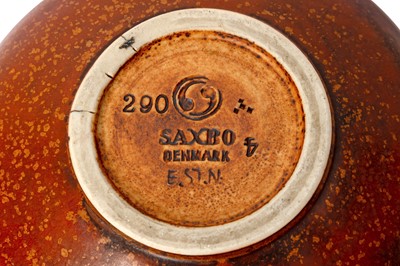 290
SAXBO
DENMARK
E.ST.N.